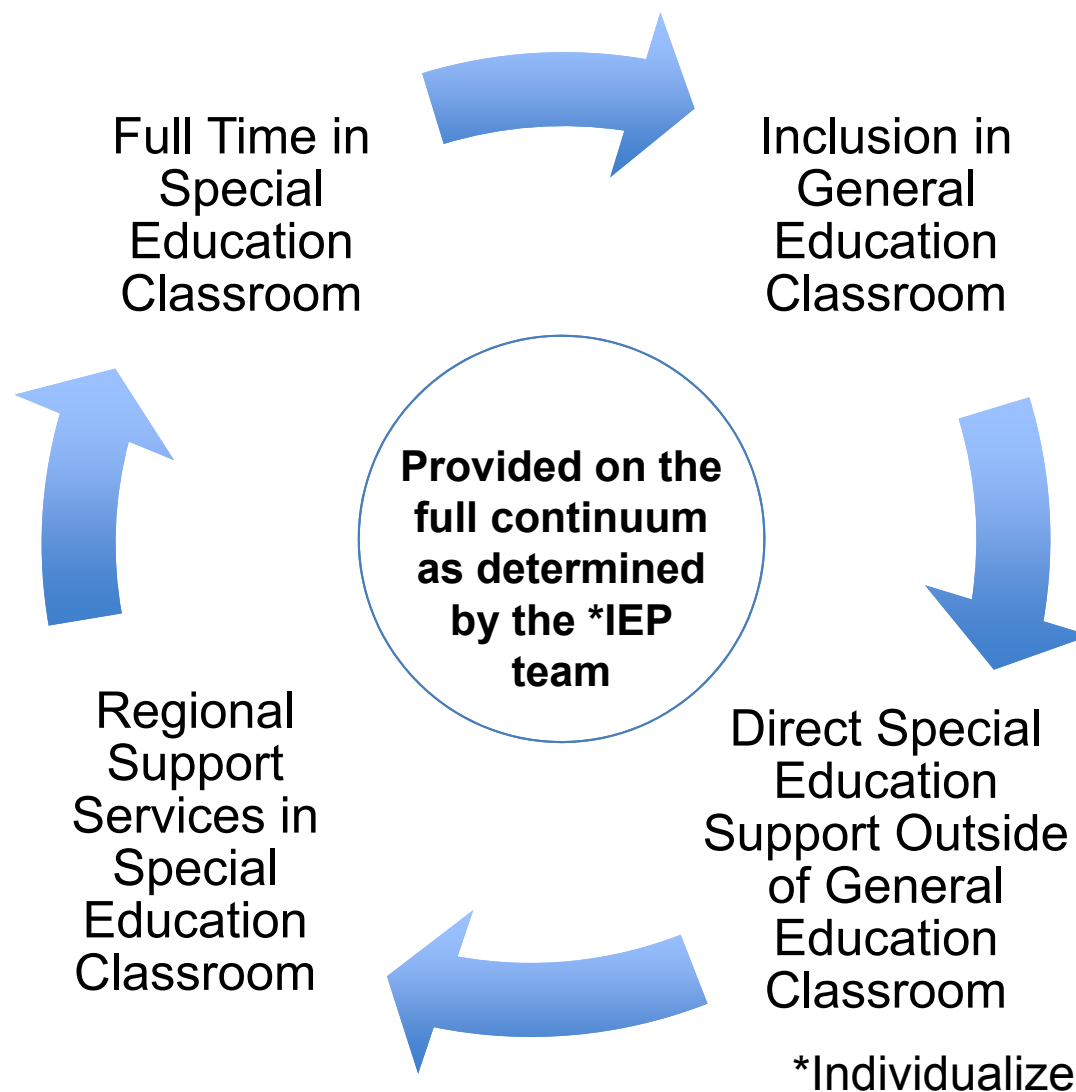 Full Time in
Special
Education
Classroom
Inclusion in
General
Education
Classroom
Provided on the
full continuum
as determined
by the *IEP
team
Direct Special
Education
Support Outside
of General
Education
Classroom
Regional
Support
Services in
Special
Education
Classroom
*Individualize